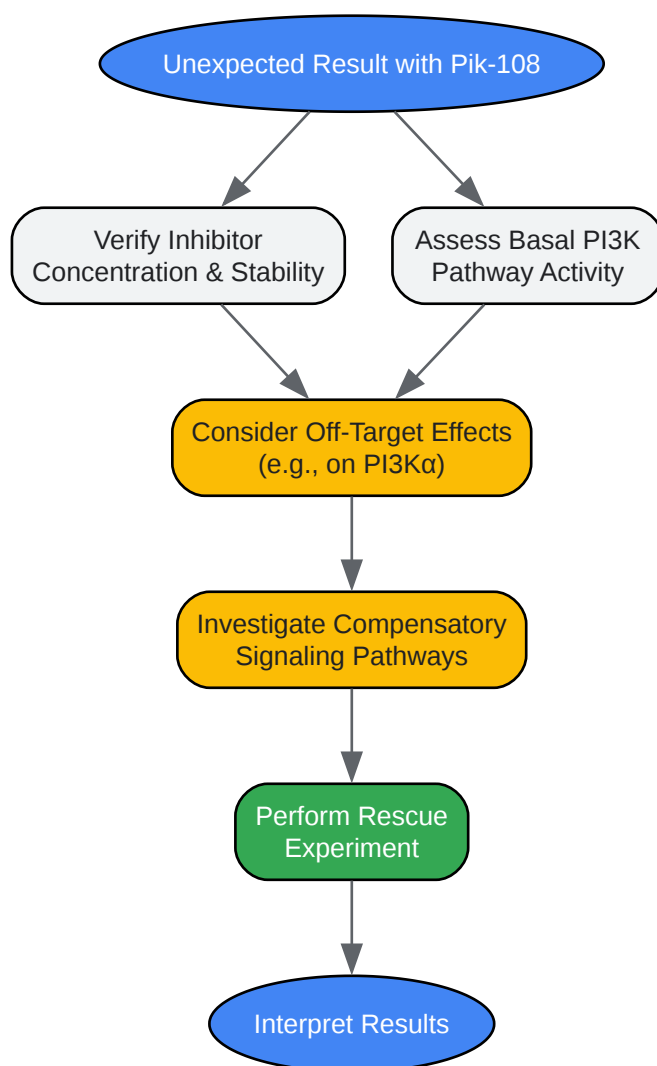 Unexpected Result with Pik-108
Verify Inhibitor
Concentration & Stability
Assess Basal PI3K
Pathway Activity
Consider Off-Target Effects
(e.g., on PI3Kα)
Investigate Compensatory
Signaling Pathways
Perform Rescue
Experiment
Interpret Results